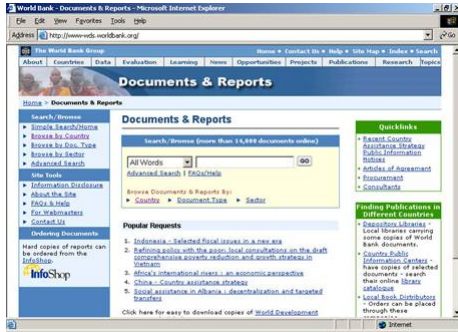 World Bank - Documents & Reports - Microsoft Internet Explorer
File Edit View Favorites Tools Help
Address http://www-wds.worldbank.org/ Go
The World Bank Group
Home • Contact Us • Help • Site Map • Index • Search
About Countries Data Evaluation Learning News Opportunities Projects Publications Research Topics
Documents & Reports
Home > Documents & Reports
Search/Browse
Simple Search/Home
Browse by Country
Browse by Doc. Type
Browse by Sector
Advanced Search
Site Tools
Information Disclosure
About the Site
FAQs & Help
For Webmasters
Contact Us
Ordering Documents
Hard copies of reports can
be ordered from the
InfoShop.
InfoShop
Documents & Reports
Search/Browse (more than 14,000 documents online)
All Words GO
Advanced Search | FAQs/Help
Browse Documents & Reports By:
Country Document Type Sector
Popular Requests
1. Indonesia - Selected fiscal issues in a new era
2. Refining policy with the poor: local consultations on the draft
comprehensive poverty reduction and growth strategy in
Vietnam
3. Africa's international rivers : an economic perspective
4. China - Country assistance strategy
5. Social assistance in Albania : decentralization and targeted
transfers
Click here for easy to download copies of World Development
Quicklinks
Recent Country
Assistance Strategy
Public Information
Notices
Articles of Agreement
Procurement
Consultants
Finding Publications in
Different Countries
Depository Libraries -
Local libraries carrying
some copies of World
Bank documents.
Country Public
Information Centers -
have copies of selected
documents - search
their online library
catalogue
Local Book Distributors
- Orders can be placed
through these
Internet